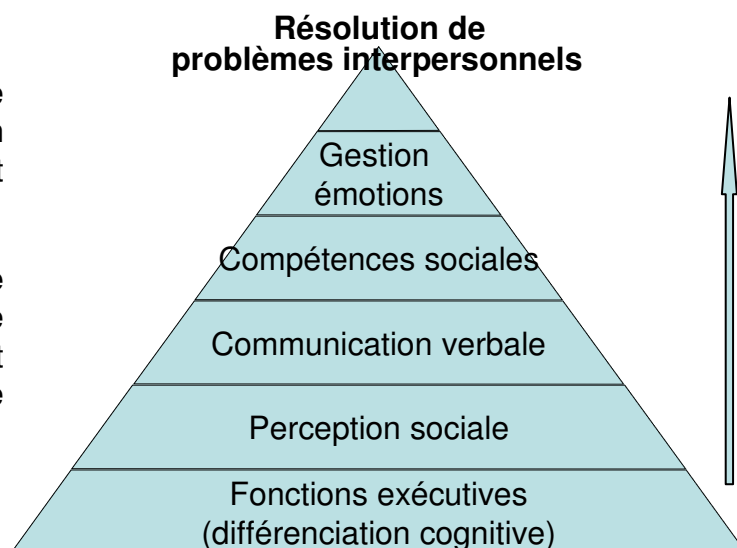 Résolution de
problèmes interpersonnels
Gestion
émotions
Compétences sociales
Communication verbale
Perception sociale
Fonctions exécutives
(différenciation cognitive)